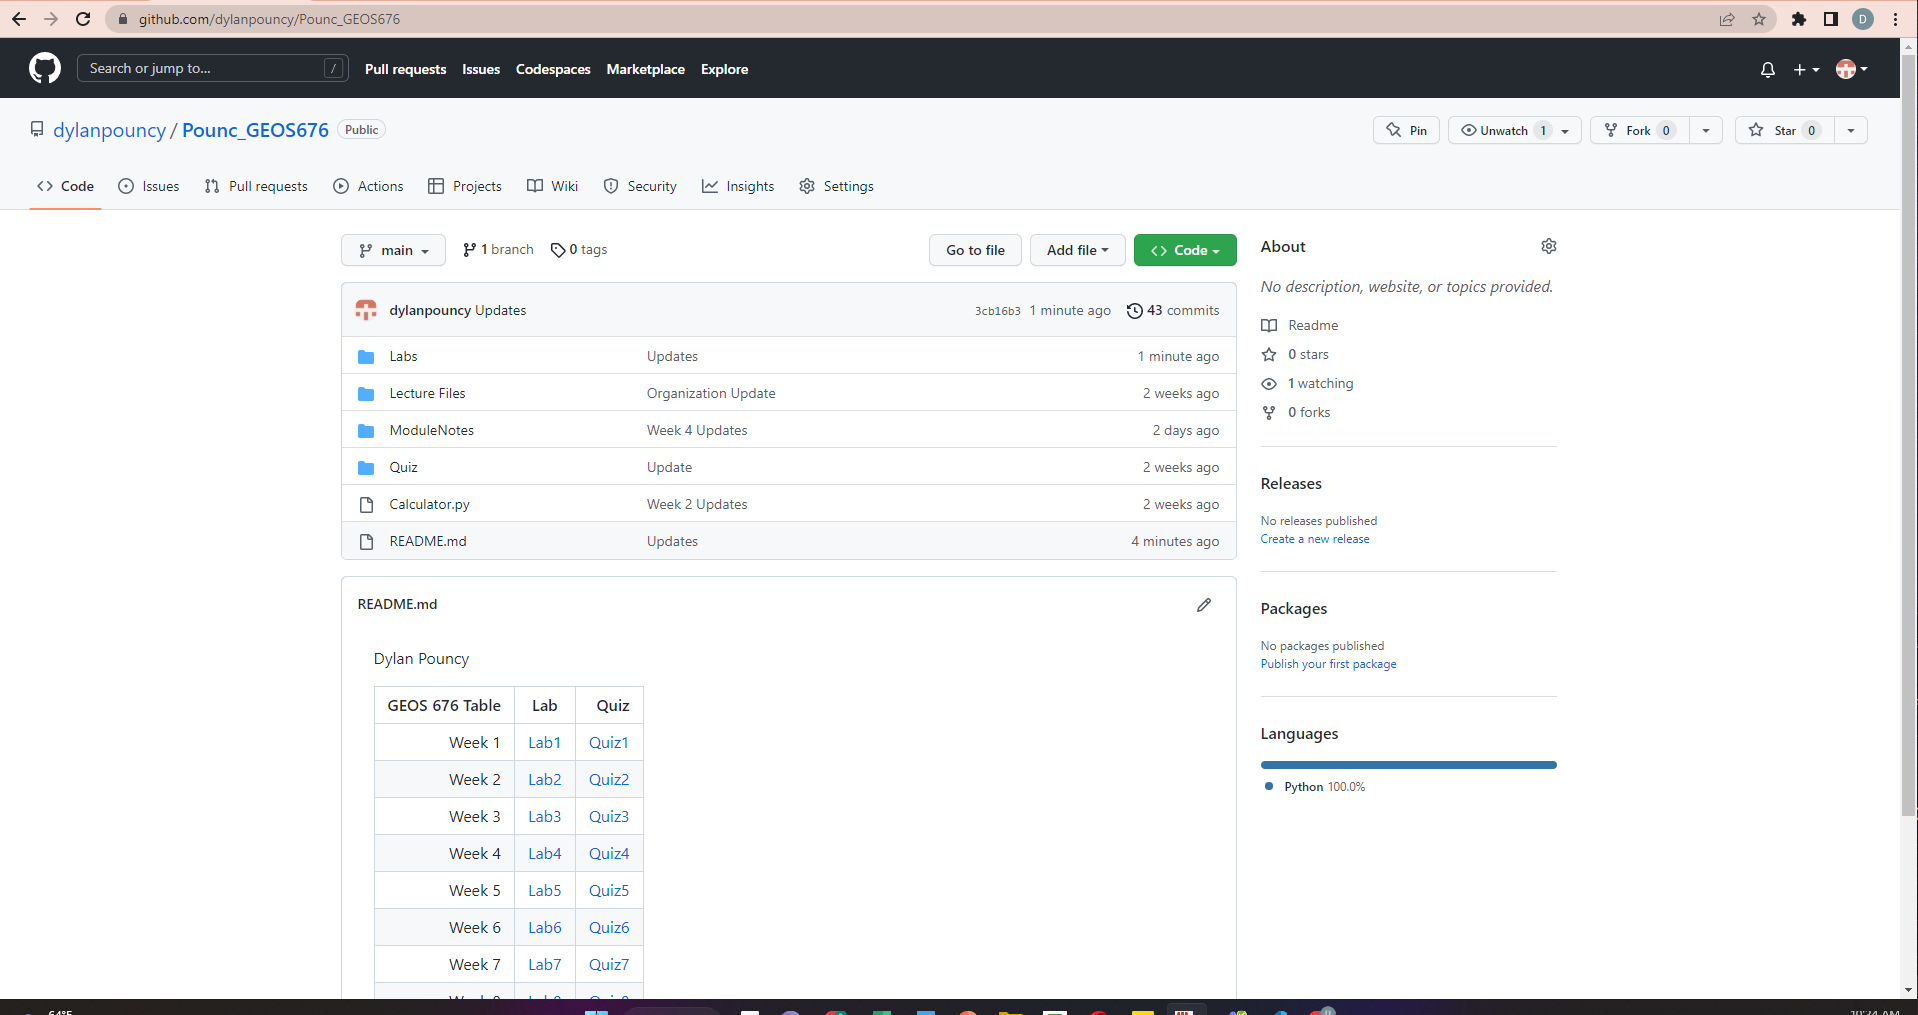 github.com/dylanpouncy/Pounc_GEOS676
D
Search or jump to... /
Pull requests Issues Codespaces Marketplace Explore
dylanpouncy / Pounc_GEOS676 Public
Pin Unwatch 1 Fork 0 Star 0
Code Issues Pull requests Actions Projects Wiki Security Insights Settings
main 1 branch 0 tags Go to file Add file Code
dylanpouncy Updates 3cb16b3 1 minute ago 43 commits
Labs Updates 1 minute ago
Lecture Files Organization Update 2 weeks ago
ModuleNotes Week 4 Updates 2 days ago
Quiz Update 2 weeks ago
Calculator.py Week 2 Updates 2 weeks ago
README.md Updates 4 minutes ago
README.md
Dylan Pouncy
GEOS 676 Table Lab Quiz
Week 1 Lab1 Quiz1
Week 2 Lab2 Quiz2
Week 3 Lab3 Quiz3
Week 4 Lab4 Quiz4
Week 5 Lab5 Quiz5
Week 6 Lab6 Quiz6
Week 7 Lab7 Quiz7
About
No description, website, or topics provided.
Readme
0 stars
1 watching
0 forks
Releases
No releases published
Create a new release
Packages
No packages published
Publish your first package
Languages
Python 100.0%